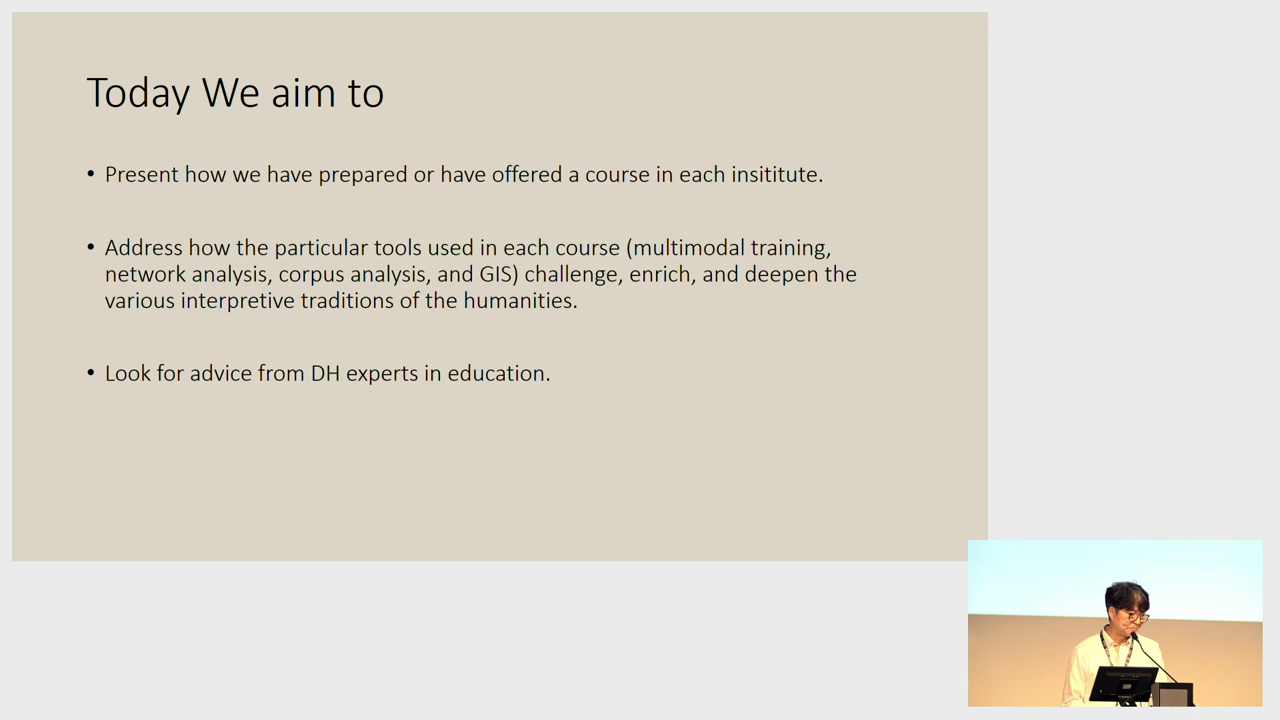 Today We aim to
• Present how we have prepared or have offered a course in each insititute.
• Address how the particular tools used in each course (multimodal training,
network analysis, corpus analysis, and GIS) challenge, enrich, and deepen the
various interpretive traditions of the humanities.
• Look for advice from DH experts in education.